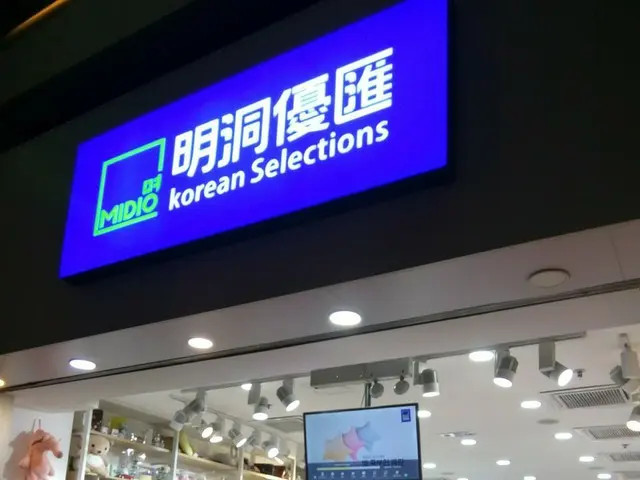 明洞優匯
korean Selections
MIDIO